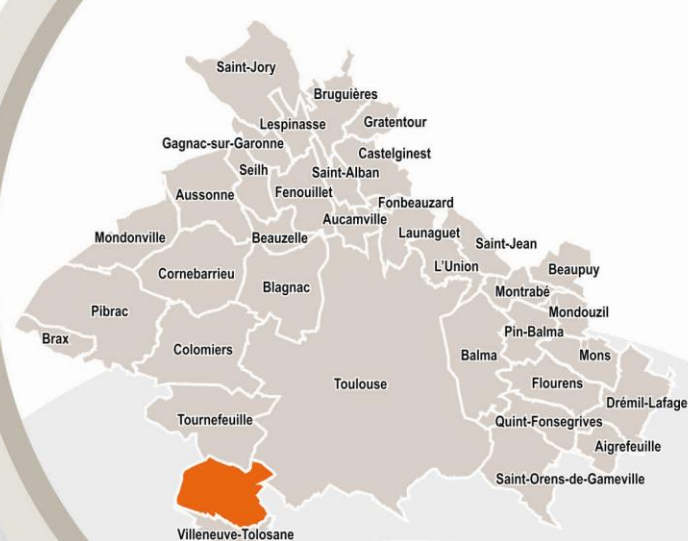 Saint-Jory
Bruguières
Lespinasse
Gratentour
Gagnac-sur-Garonne
Castelginest
Seilh
Saint-Alban
Aussonne
Fenouillet
Fonbeauzard
Aucamville
Launaguet
Mondonville
Beauzelle
Saint-Jean
Cornebarrieu
L'Union
Beaupuy
Blagnac
Montrabé
Pibrac
Mondouzil
Pin-Balma
Brax
Colomiers
Balma
Mons
Toulouse
Flourens
Drémil-Lafage
Tournefeuille
Quint-Fonsegrives
Aigrefeuille
Saint-Orens-de-Gameville
Villeneuve-Tolosane